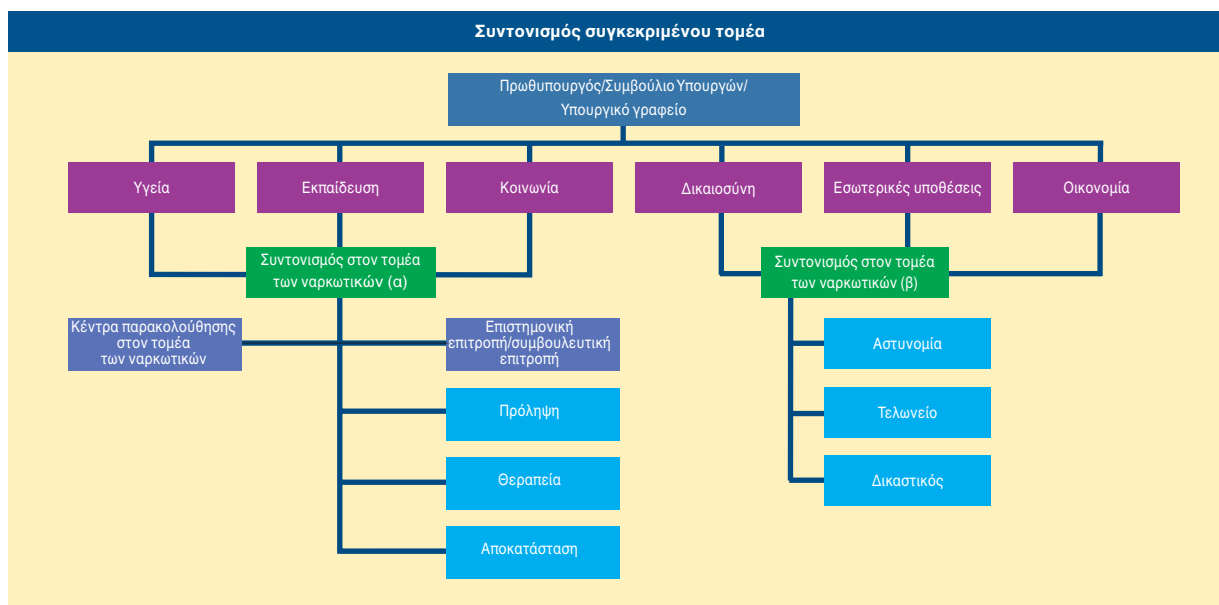 Συντονισμός συγκεκριμένου τομέα
Πρωθυπουργός/Συμβούλιο Υπουργών/
Υπουργικό γραφείο
Υγεία
Εκπαίδευση
Κοινωνία
Δικαιοσύνη
Εσωτερικές υποθέσεις
Οικονομία
Συντονισμός στον τομέα
των ναρκωτικών (α)
Συντονισμός στον τομέα
των ναρκωτικών (β)
Κέντρα παρακολούθησης
στον τομέα
των ναρκωτικών
Επιστημονική
επιτροπή/συμβουλευτική
επιτροπή
Αστυνομία
Πρόληψη
Τελωνείο
Θεραπεία
Δικαστικός
Αποκατάσταση